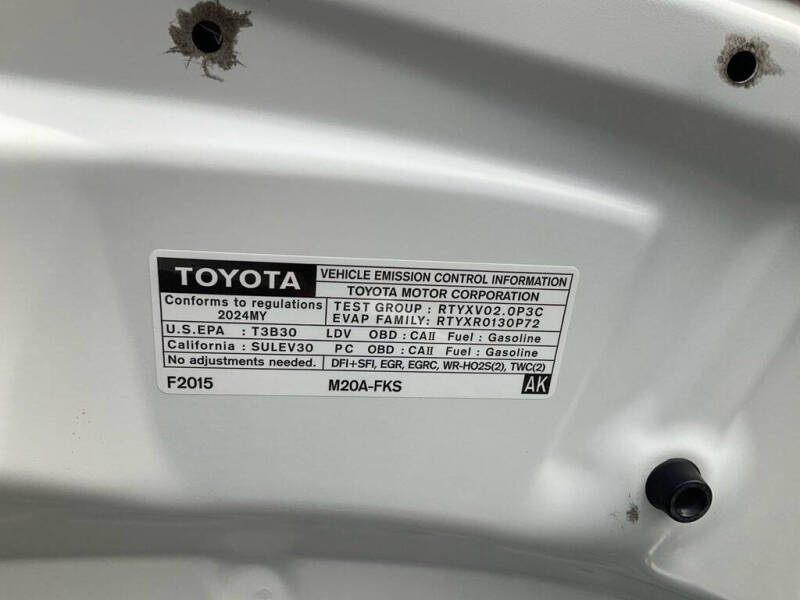 TOYOTA
VEHICLE EMISSION CONTROL INFORMATION
TOYOTA MOTOR CORPORATION
Conforms to regulations
2024MY
TEST GROUP : RTYXV02.0P3C
EVAP FAMILY: RTYXR0130P72
U.S.EPA : T3B30 LDV OBD : CAII Fuel : Gasoline
California : SULEV30 PC OBD : CAII Fuel : Gasoline
No adjustments needed. DFI+SFI, EGR, EGRC, WR-HO2S(2), TWC(2)
F2015 M20A-FKS AK